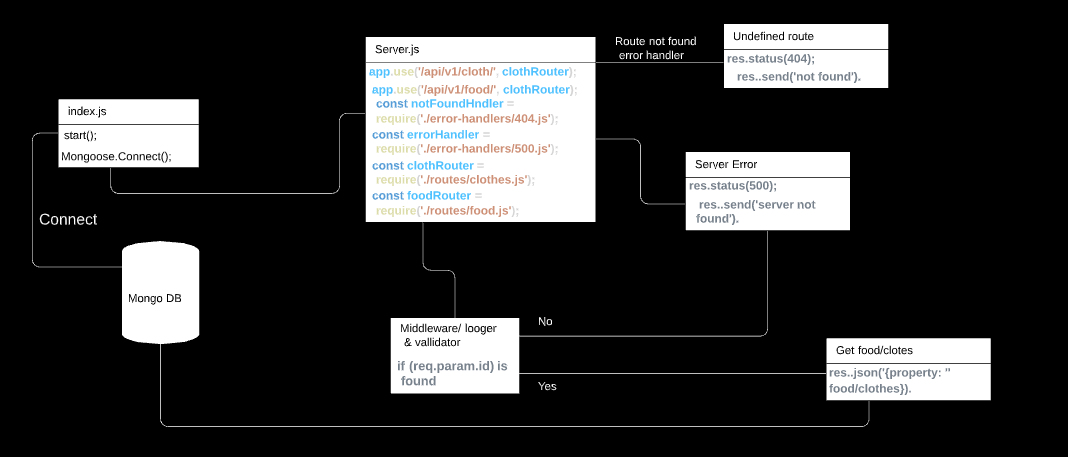 Server.js
app.use('/api/v1/cloth/', clothRouter);
app.use('/api/v1/food/', clothRouter);
const notFoundHndler =
require('./error-handlers/404.js');
const errorHandler =
require('./error-handlers/500.js');
const clothRouter =
require('./routes/clothes.js');
const foodRouter =
require('./routes/food.js');
Route not found
error handler
Undefined route
res.status(404);
res..send('not found').
index.js
start();
Mongoose.Connect();
Server Error
res.status(500);
res..send('server not
found').
Connect
Mongo DB
Middleware/ looger
& vallidator
if (req.param.id) is
found
No
Yes
Get food/clotes
res..json('{property: "
food/clothes}).